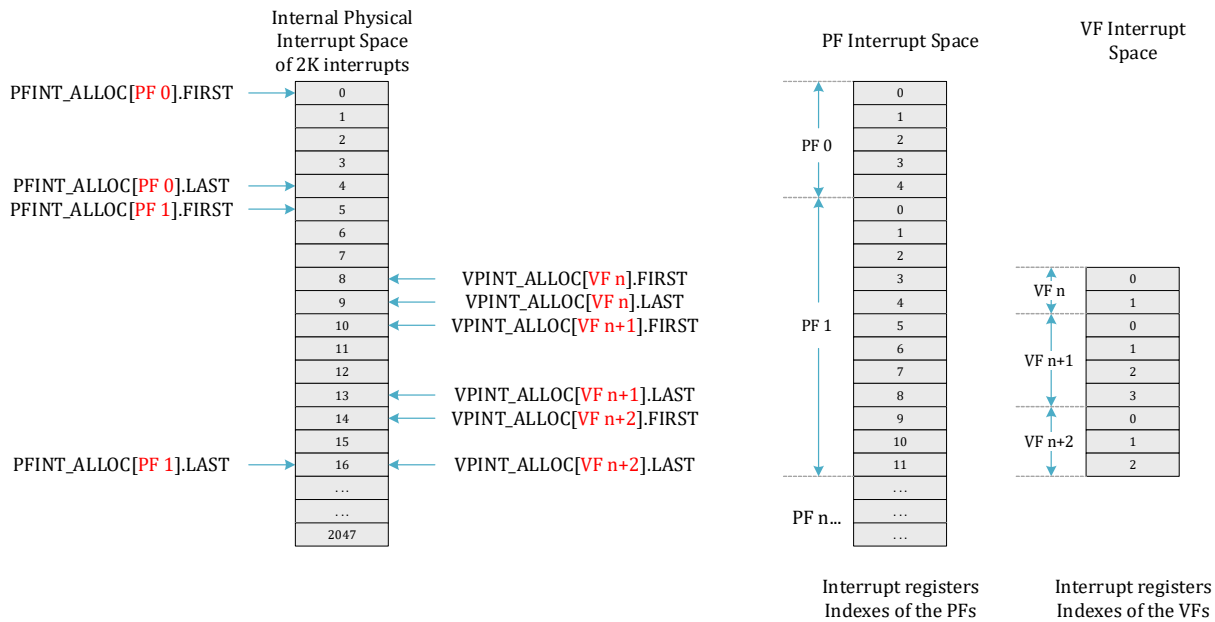 Internal Physical
Interrupt Space
of 2K interrupts
PF Interrupt Space
VF Interrupt
Space
PFINT_ALLOC[PF 0].FIRST
PFINT_ALLOC[PF 0].LAST
PFINT_ALLOC[PF 1].FIRST
PFINT_ALLOC[PF 1].LAST
0
1
2
3
4
5
6
7
8
9
10
11
12
13
14
15
16
...
...
2047
VPINT_ALLOC[VF n].FIRST
VPINT_ALLOC[VF n].LAST
VPINT_ALLOC[VF n+1].FIRST
VPINT_ALLOC[VF n+1].LAST
VPINT_ALLOC[VF n+2].FIRST
VPINT_ALLOC[VF n+2].LAST
PF 0
PF 1
PF n...
0
1
2
3
4
0
1
2
3
4
5
6
7
8
9
10
11
...
...
...
VF n
VF n+1
VF n+2
0
1
0
1
2
3
0
1
2
Interrupt registers
Indexes of the PFs
Interrupt registers
Indexes of the VFs